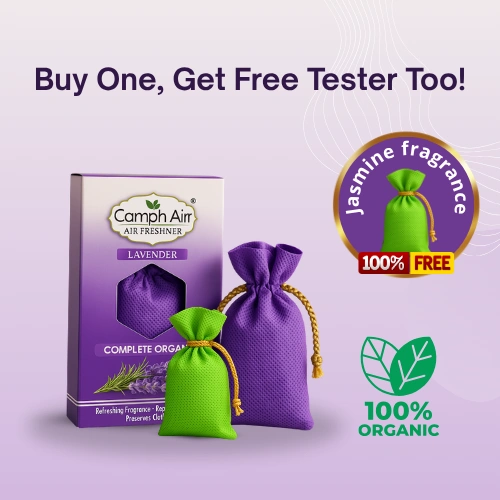 Buy One, Get Free Tester Too!
Jasmine fragrance
100% FREE
Camph Airr®
AIR FRESHNER
LAVENDER
COMPLETE ORGAN
Refreshing Fragrance - Rep
Preserves Clot
100%
ORGANIC